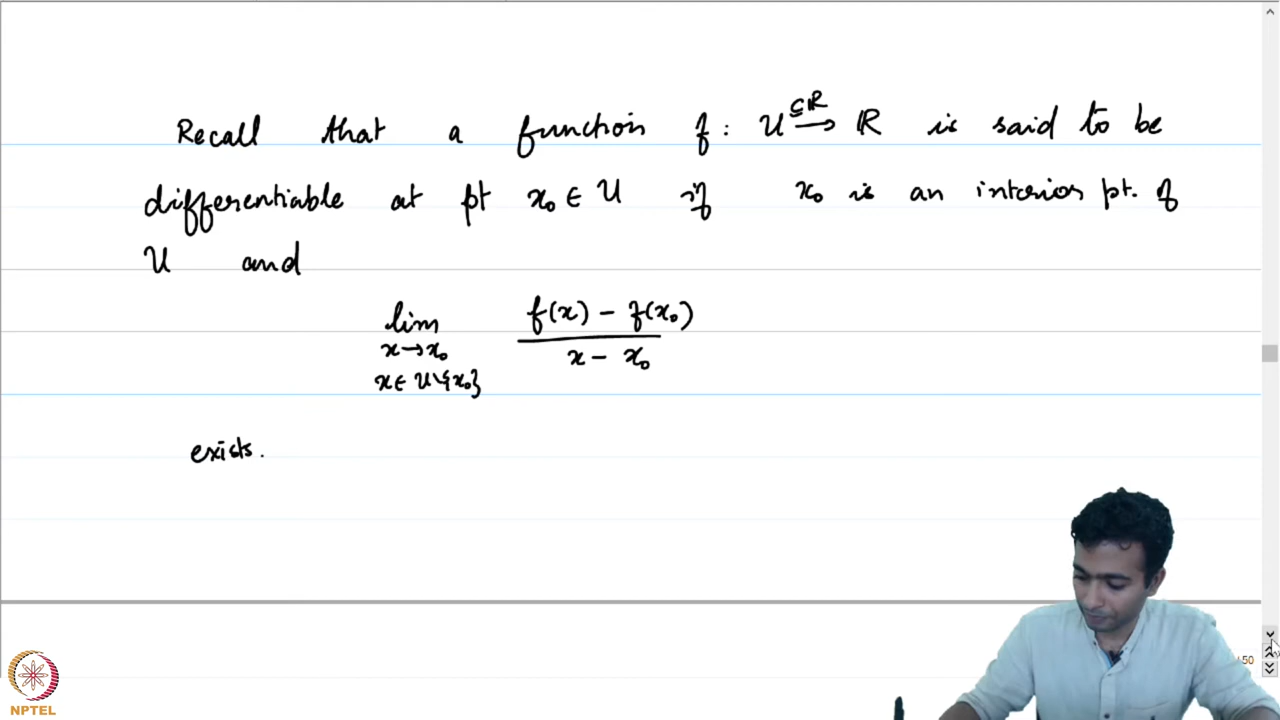 Recall that a function f: U ⊆ℝ → ℝ is said to be
differentiable at pt x₀ ∈ U if x₀ is an interior pt. of
U and
lim f(x) - f(x₀)
x→x₀ x - x₀
x ∈ U\{x₀}
exists.
50
NPTEL